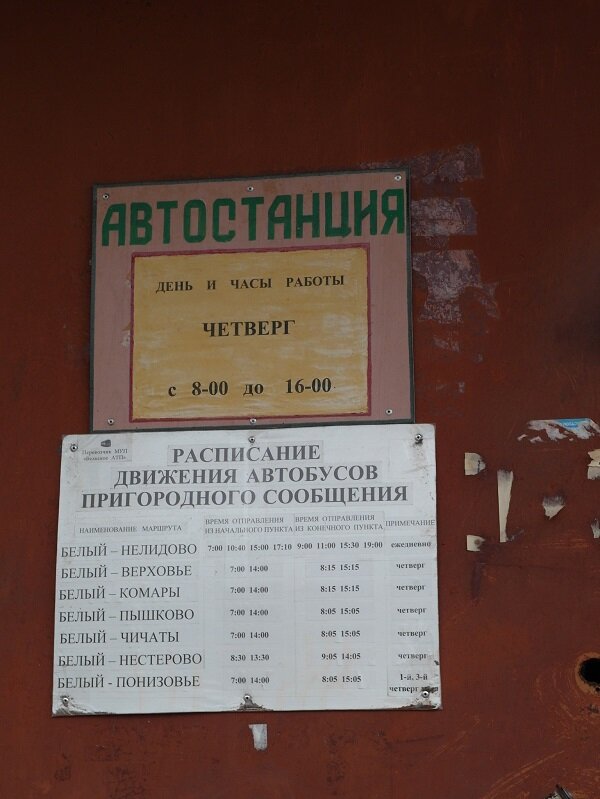 АВТОСТАНЦИЯ
ДЕНЬ И ЧАСЫ РАБОТЫ
ЧЕТВЕРГ
с 8-00 до 16-00
Перевозчик МУП
РАСПИСАНИЕ
ДВИЖЕНИЯ АВТОБУСОВ
ПРИГОРОДНОГО СООБЩЕНИЯ
НАИМЕНОВАНИЕ МАРШРУТА ВРЕМЯ ОТПРАВЛЕНИЯ ИЗ НАЧАЛЬНОГО ПУНКТА ВРЕМЯ ОТПРАВЛЕНИЯ ИЗ КОНЕЧНОГО ПУНКТА ПРИМЕЧАНИЕ
БЕЛЫЙ – НЕЛИДОВО 7:00 10:40 15:00 17:10 9:00 11:00 15:30 19:00 ежедневно
БЕЛЫЙ – ВЕРХОВЬЕ 7:00 14:00 8:15 15:15 четверг
БЕЛЫЙ – КОМАРЫ 7:00 14:00 8:15 15:15 четверг
БЕЛЫЙ – ПЫШКОВО 7:00 14:00 8:05 15:05 четверг
БЕЛЫЙ – ЧИЧАТЫ 7:00 14:00 8:05 15:05 четверг
БЕЛЫЙ – НЕСТЕРОВО 8:30 13:30 9:05 14:05 четверг
БЕЛЫЙ - ПОНИЗОВЬЕ 7:00 14:00 8:05 15:05 1-й, 3-й
четверг